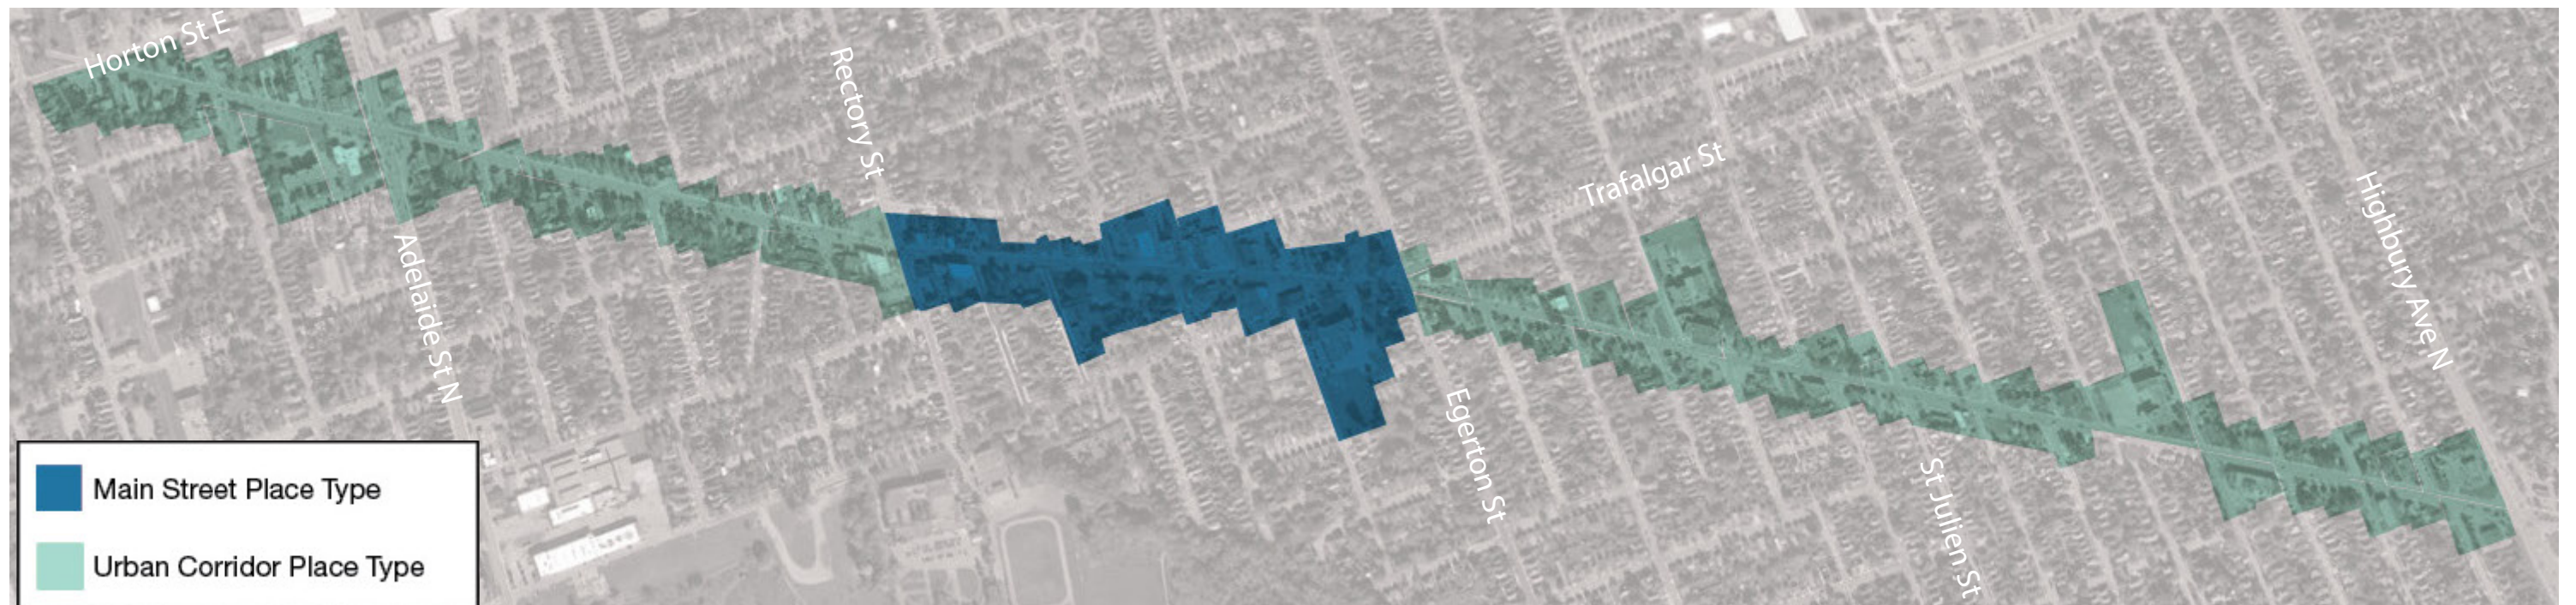 Horton St E
Rectory St
Trafalgar St
Highbury Ave N
Adelaide St N
Egerton St
St Julien St
Main Street Place Type
Urban Corridor Place Type